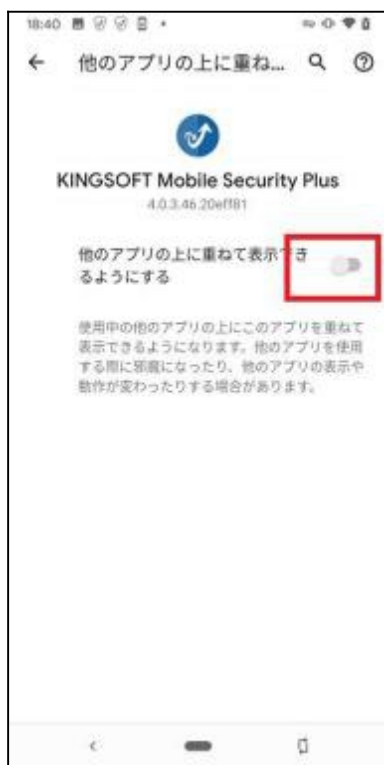 18:40
他のアプリの上に重ね...
KINGSOFT Mobile Security Plus
4.0.3.46.20eff81
他のアプリの上に重ねて表示でき
るようにする
使用中の他のアプリの上にこのアプリを重ねて
表示できるようになります。他のアプリを使用
する際に邪魔になったり、他のアプリの表示や
動作が変わったりする場合があります。